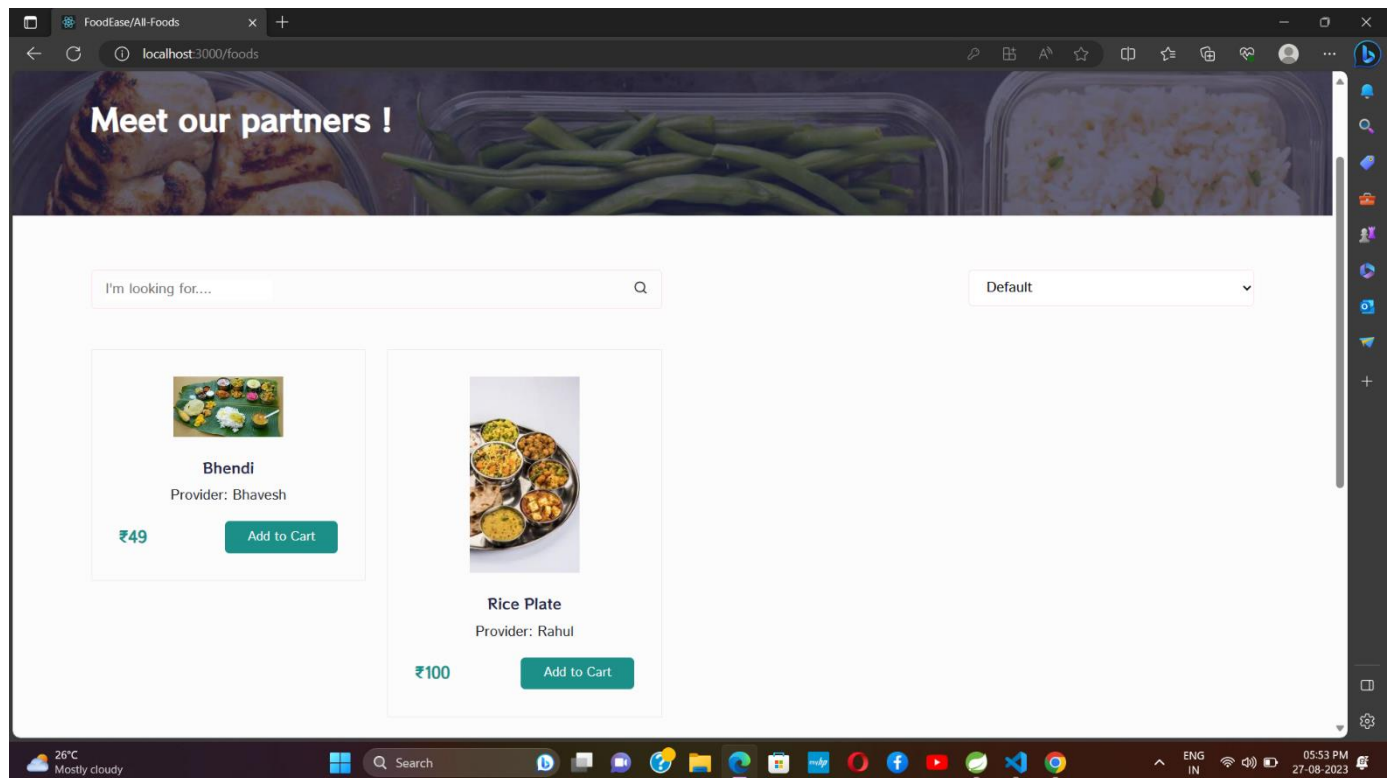 FoodEase/All-Foods
localhost:3000/foods
Meet our partners !
I'm looking for....
Default
Bhendi
Provider: Bhavesh
₹49
Add to Cart
Rice Plate
Provider: Rahul
₹100
Add to Cart
26°C
Mostly cloudy
Search
ENG
IN
05:53 PM
27-08-2023